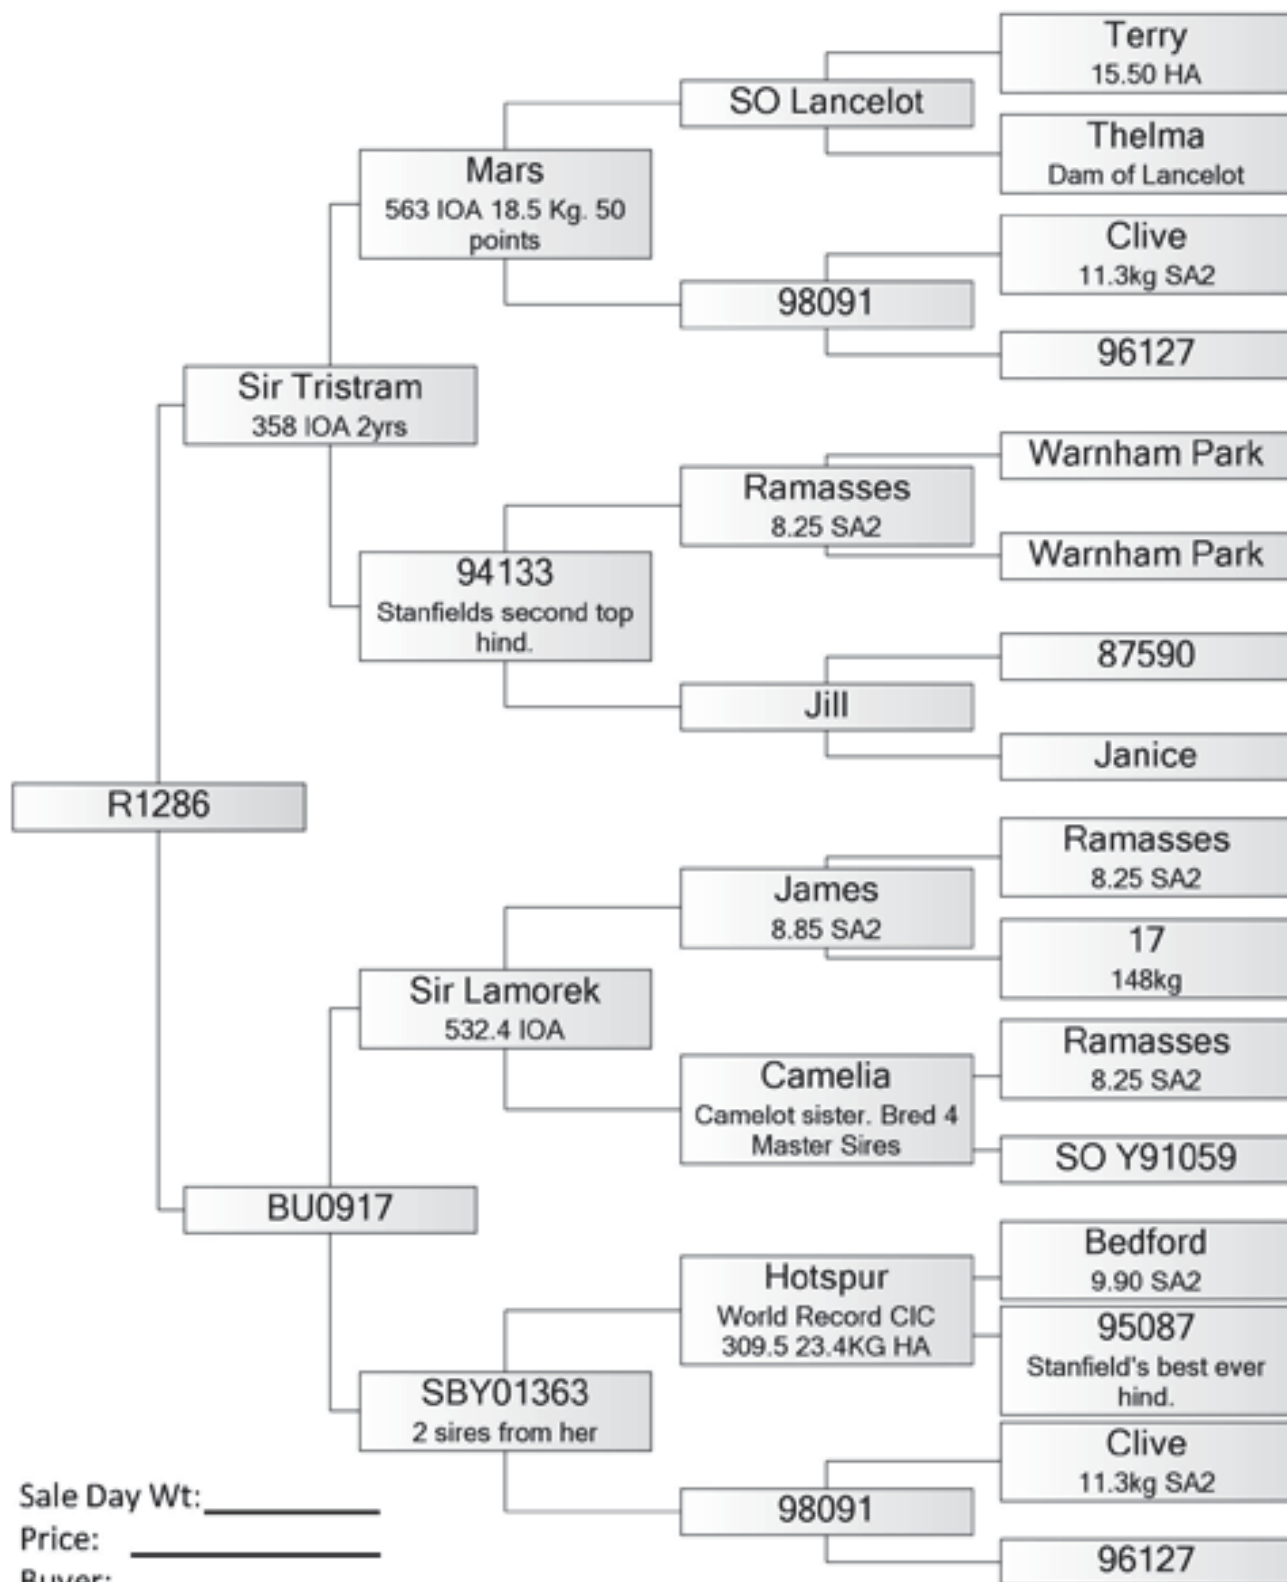 Terry
15.50 HA
SO Lancelot
Thelma
Dam of Lancelot
Mars
563 IOA 18.5 Kg. 50
points
Clive
11.3kg SA2
98091
96127
Sir Tristram
358 IOA 2yrs
Warnham Park
Ramasses
8.25 SA2
Warnham Park
94133
Stanfields second top
hind.
87590
Jill
Janice
R1286
Ramasses
8.25 SA2
James
8.85 SA2
17
148kg
Sir Lamorek
532.4 IOA
Ramasses
8.25 SA2
Camelia
Camelot sister. Bred 4
Master Sires
SO Y91059
BU0917
Bedford
9.90 SA2
Hotspur
World Record CIC
309.5 23.4KG HA
95087
Stanfield's best ever
hind.
SBY01363
2 sires from her
Clive
11.3kg SA2
98091
96127
Sale Day Wt:
Price:
Buyer: